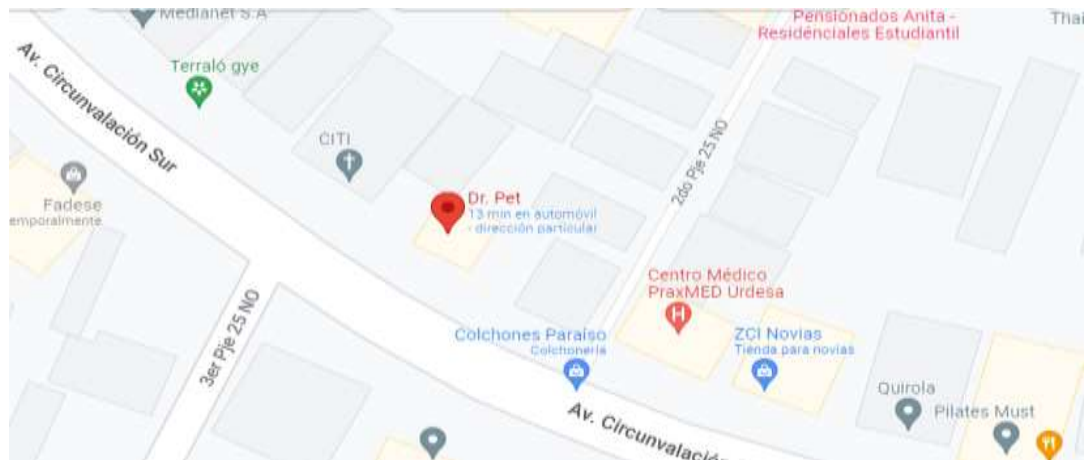 Medianet S.A
Pensionados Anita -
Residenciales Estudiantil
Thai
Av. Circunvalación Sur
Terraló gye
CITI
2do Pje 25 NO
Fadese
emporalmente
Dr. Pet
13 min en automóvil
- dirección particular
Centro Médico
PraxMED Urdesa
3er Pje 25 NO
Colchones Paraíso
Colchonería
ZCI Novias
Tienda para novias
Quirola
Pilates Must
Av. Circunvalación